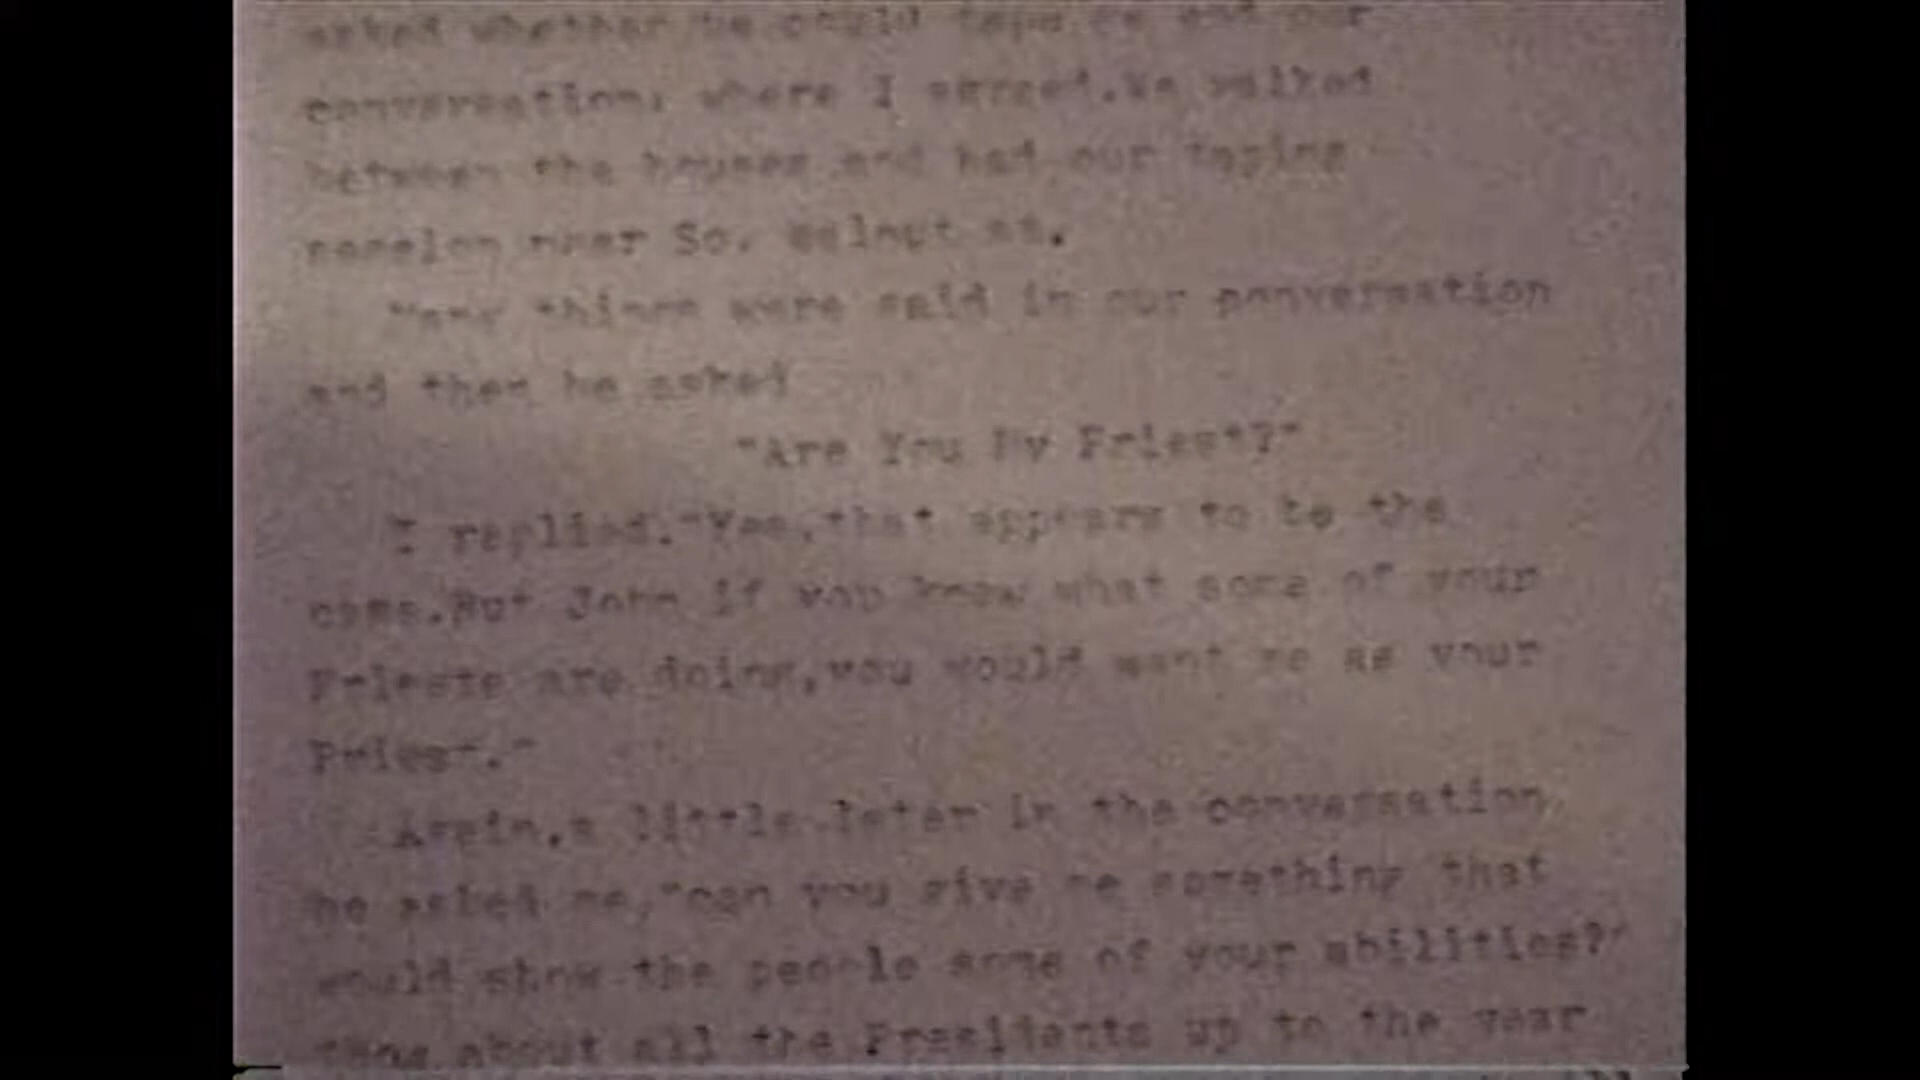 asked whether he could tape me and our
conversation, where I agreed.We walked
between the houses and had our taping
session near So. walnut st.
Many things were said in our conversation
and then he asked
"Are You My Priest?"
I replied."Yes,that appears to be the
case.But John if you knew what some of your
Priests are doing,you would want me as your
Priest."
Again,a little later in the conversation
he asked me,"can you give me something that
would show the people some of your abilities?"
about all the Presidents up to the year